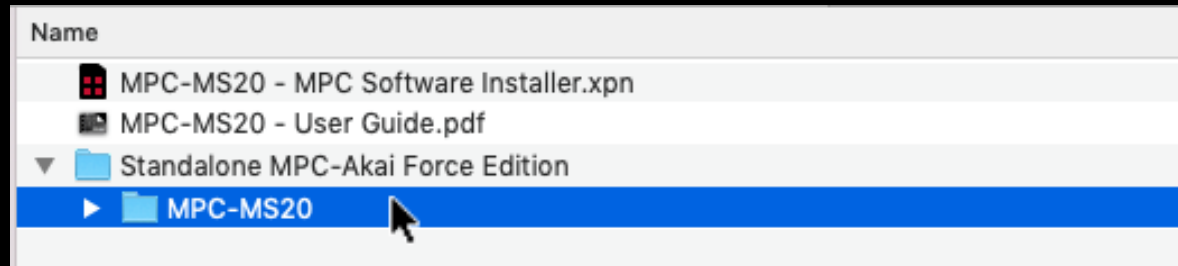 Name
MPC-MS20 - MPC Software Installer.xpn
MPC-MS20 - User Guide.pdf
Standalone MPC-Akai Force Edition
MPC-MS20